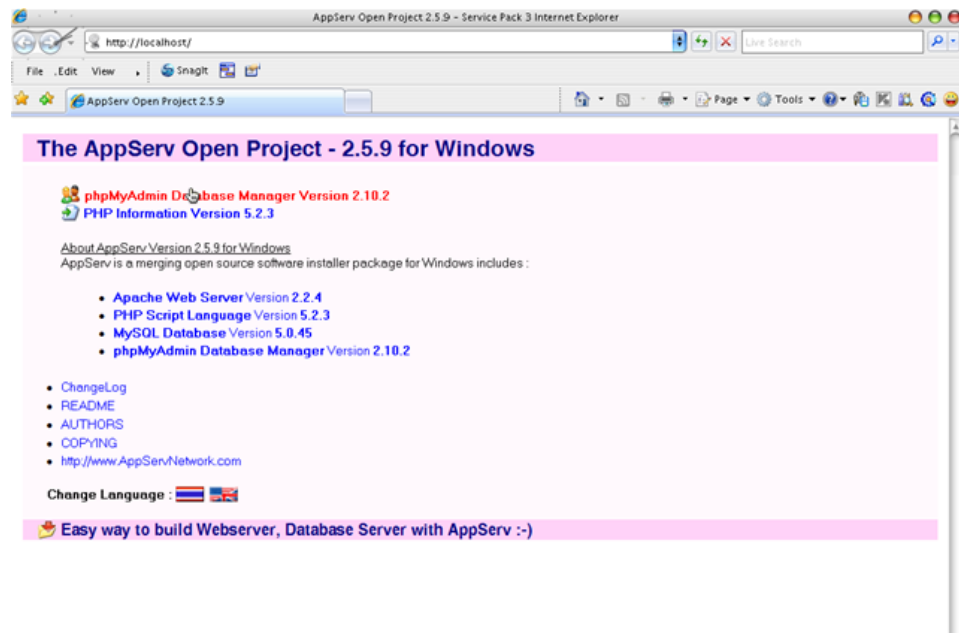 AppServ Open Project 2.5.9 - Service Pack 3 Internet Explorer
http://localhost/
Live Search
File Edit View SnagIt
AppServ Open Project 2.5.9
Page Tools
The AppServ Open Project - 2.5.9 for Windows
phpMyAdmin Database Manager Version 2.10.2
PHP Information Version 5.2.3
About AppServ Version 2.5.9 for Windows
AppServ is a merging open source software installer package for Windows includes :
Apache Web Server Version 2.2.4
PHP Script Language Version 5.2.3
MySQL Database Version 5.0.45
phpMyAdmin Database Manager Version 2.10.2
ChangeLog
README
AUTHORS
COPYING
http://www.AppServNetwork.com
Change Language :
Easy way to build Webserver, Database Server with AppServ :-)